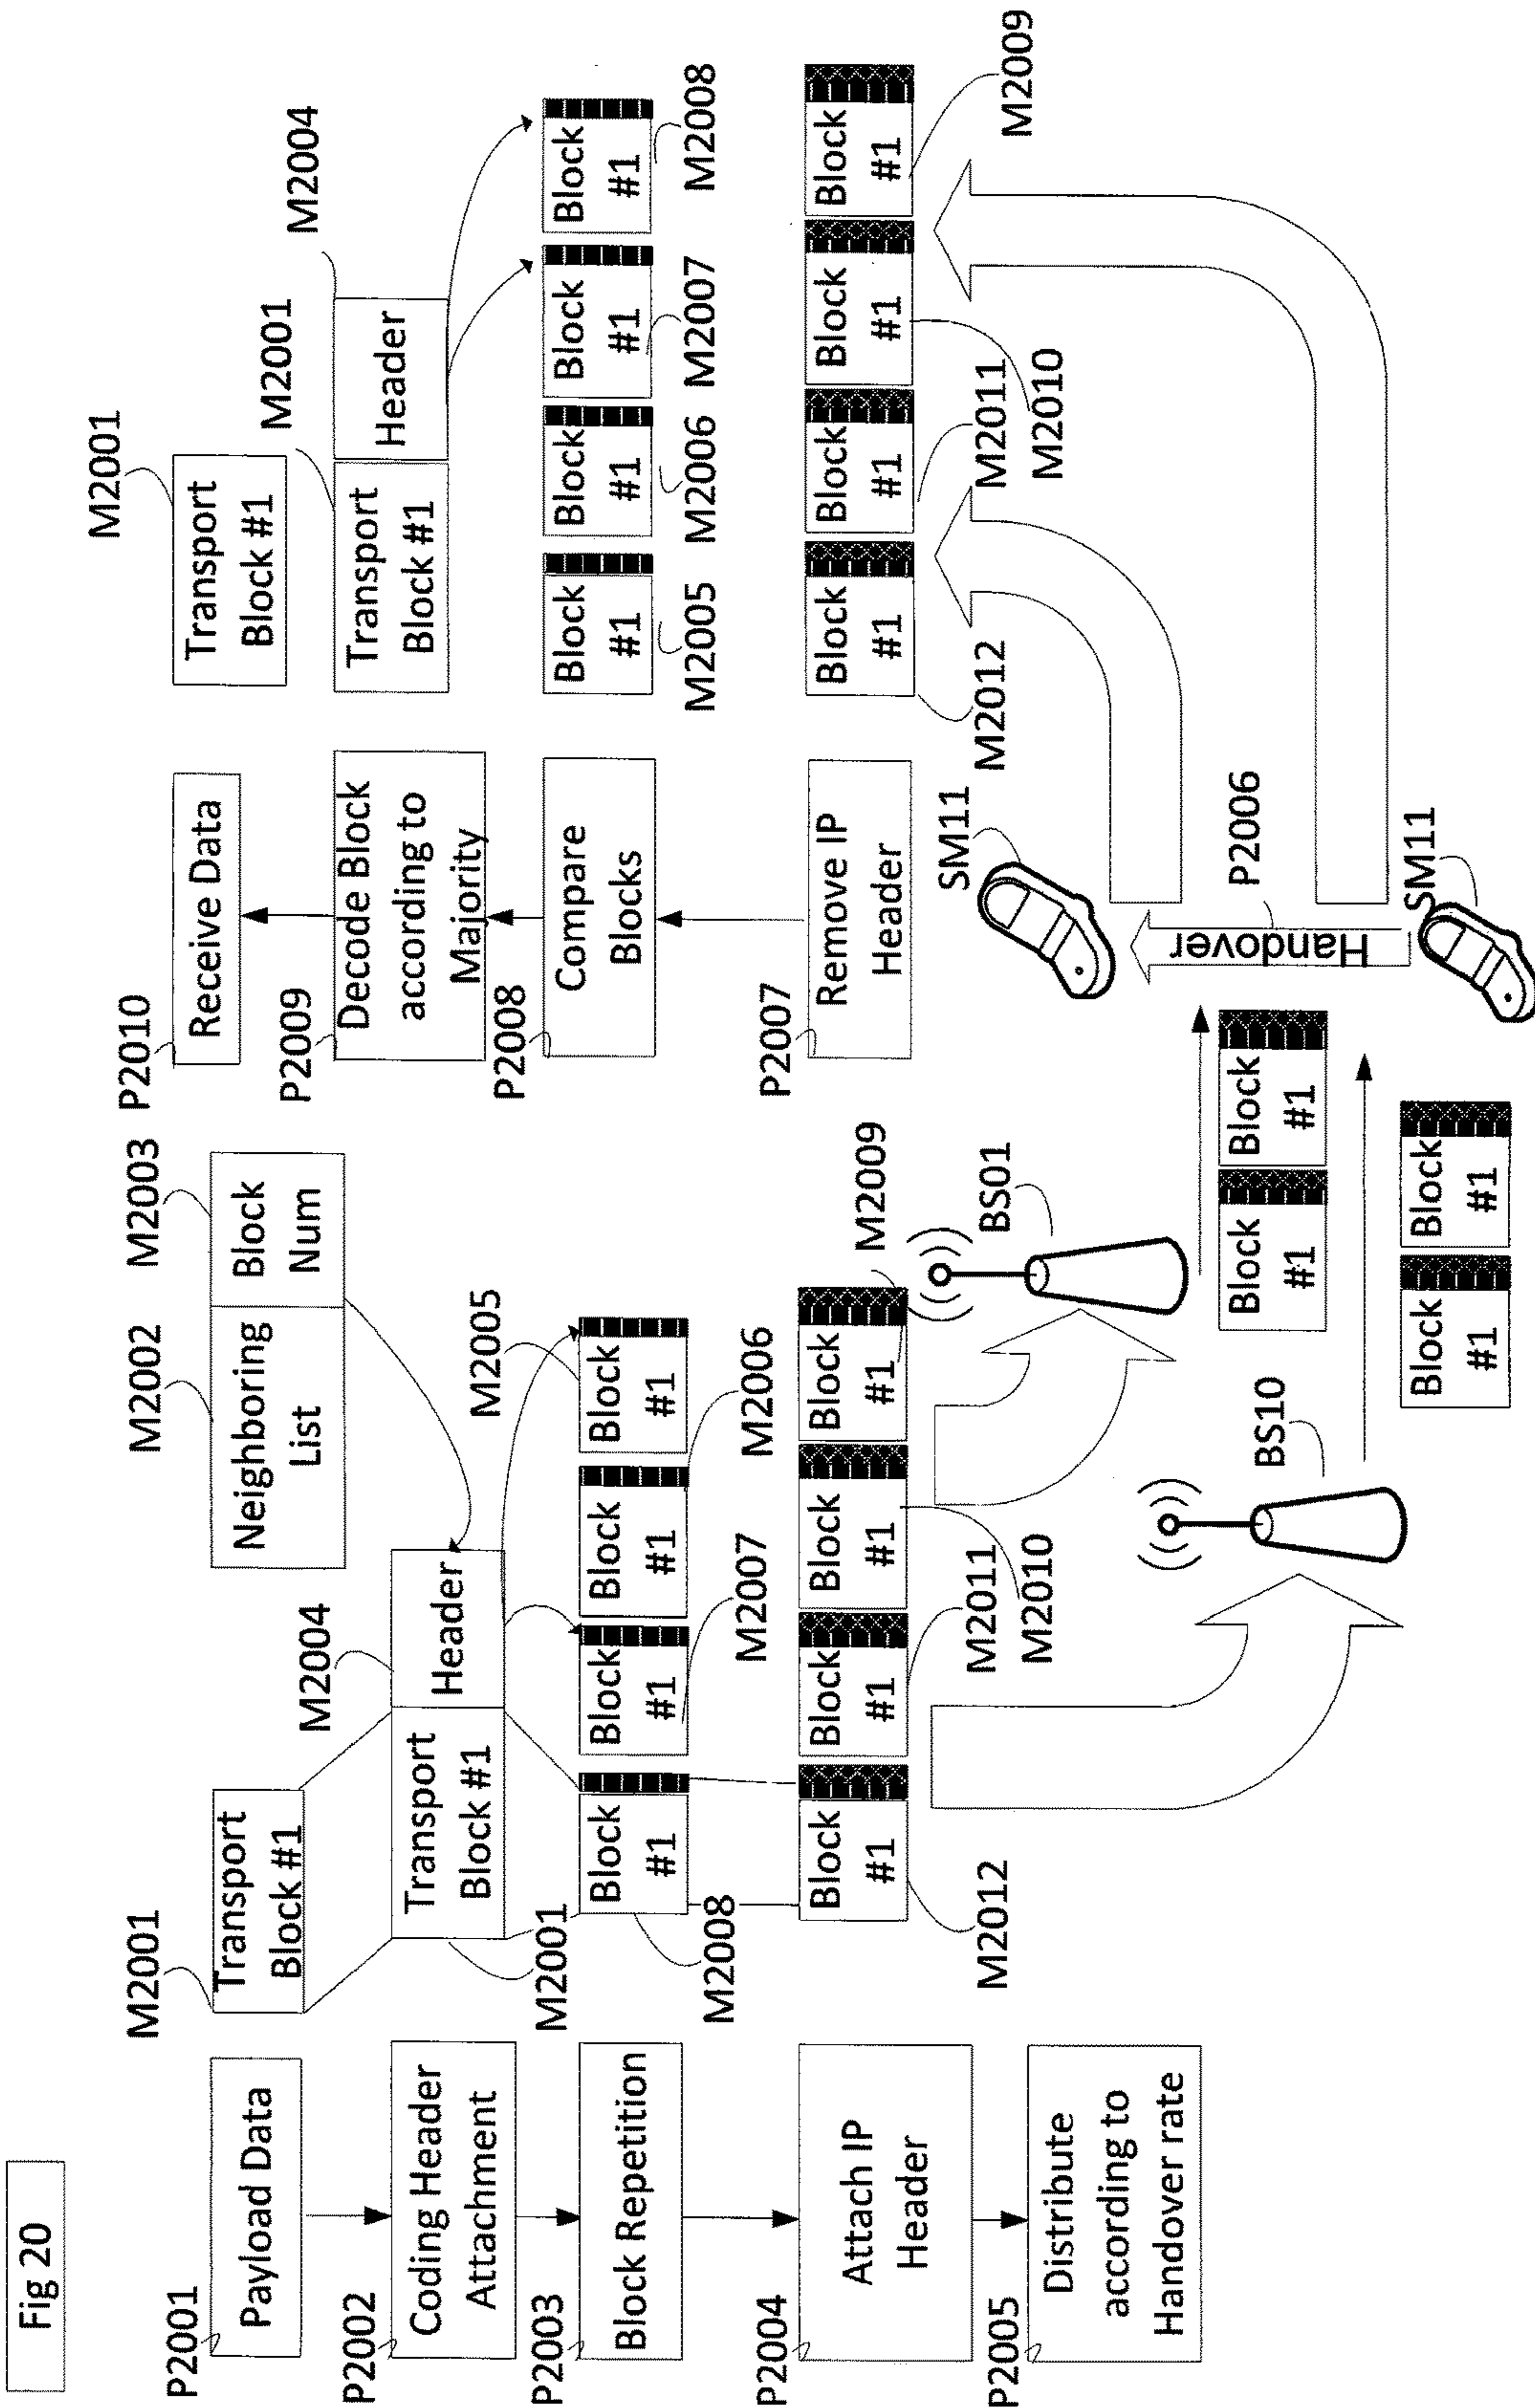 Fig 20
P2001
Payload Data
P2002
Coding Header
Attachment
P2003
Block Repetition
P2004
Attach IP
Header
P2005
Distribute
according to
Handover rate
M2001
Transport
Block #1
M2002
Neighboring
List
M2003
Block
Num
M2004
Transport
Block #1
Header
M2001
M2005
Block
#1
Block
#1
Block
#1
Block
#1
M2008
M2007
M2006
Block
#1
Block
#1
Block
#1
Block
#1
M2009
M2012
M2011
M2010
BS01
BS10
Block
#1
Block
#1
Block
#1
Block
#1
P2010
Receive Data
P2009
Decode Block
according to
Majority
P2008
Compare
Blocks
P2007
Remove IP
Header
SM11
Handover
P2006
SM11
M2001
Transport
Block #1
M2001
M2004
Transport
Block #1
Header
Block
#1
Block
#1
Block
#1
Block
#1
M2005
M2006
M2007
M2008
Block
#1
Block
#1
Block
#1
Block
#1
M2012
M2011
M2010
M2009